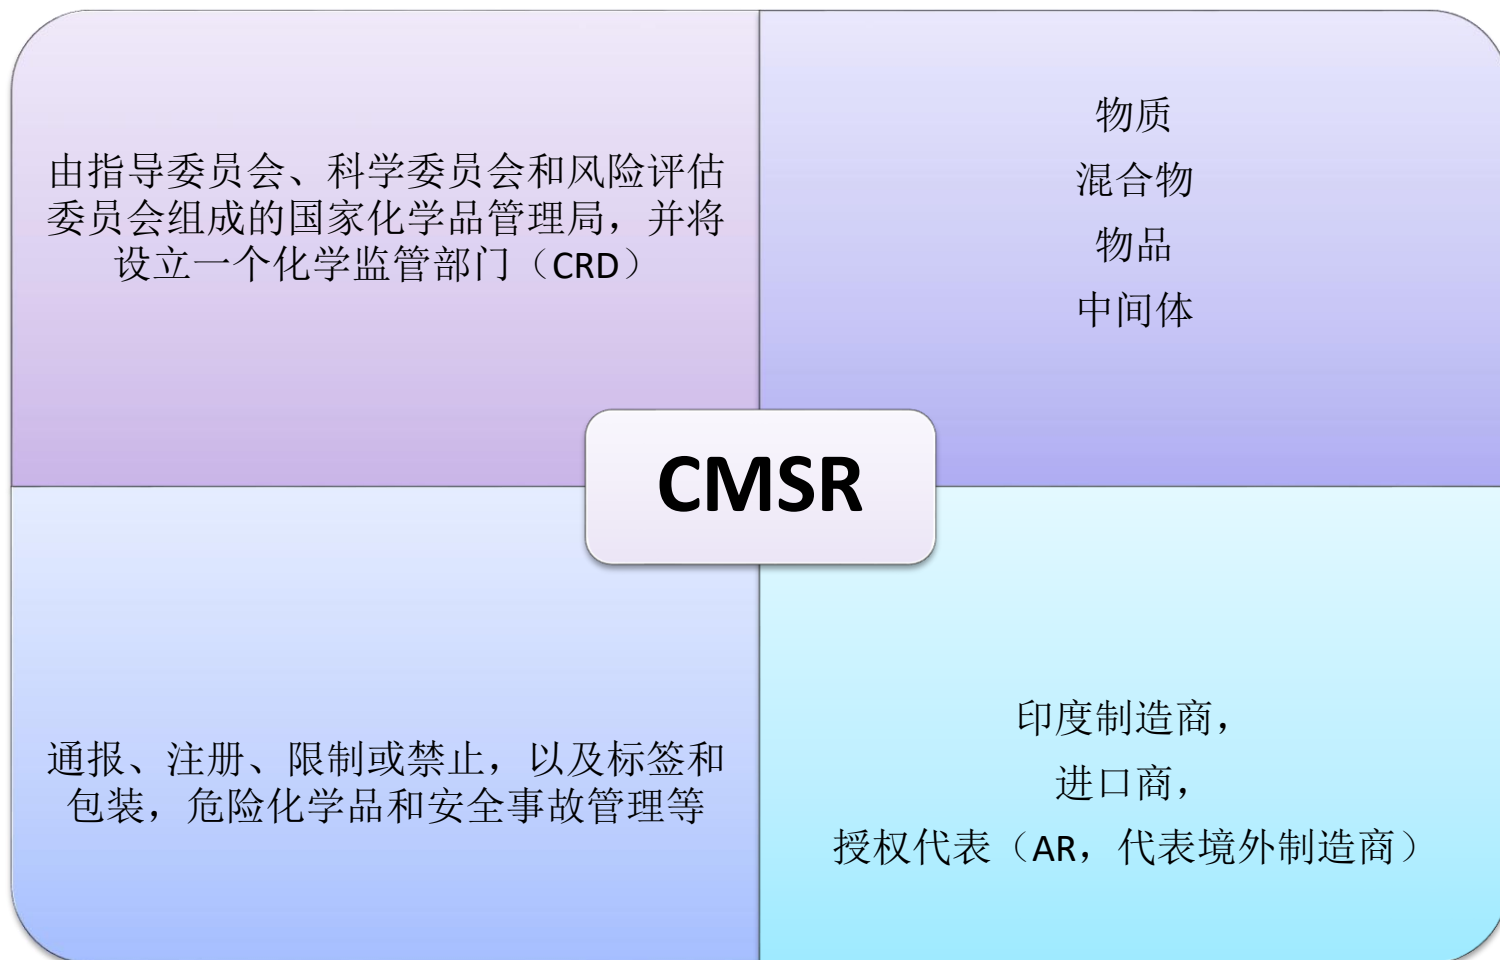 由指导委员会、科学委员会和风险评估
委员会组成的国家化学品管理局，并将
设立一个化学监管部门（CRD）
物质
混合物
物品
中间体
CMSR
通报、注册、限制或禁止，以及标签和
包装，危险化学品和安全事故管理等
印度制造商，
进口商，
授权代表（AR，代表境外制造商）